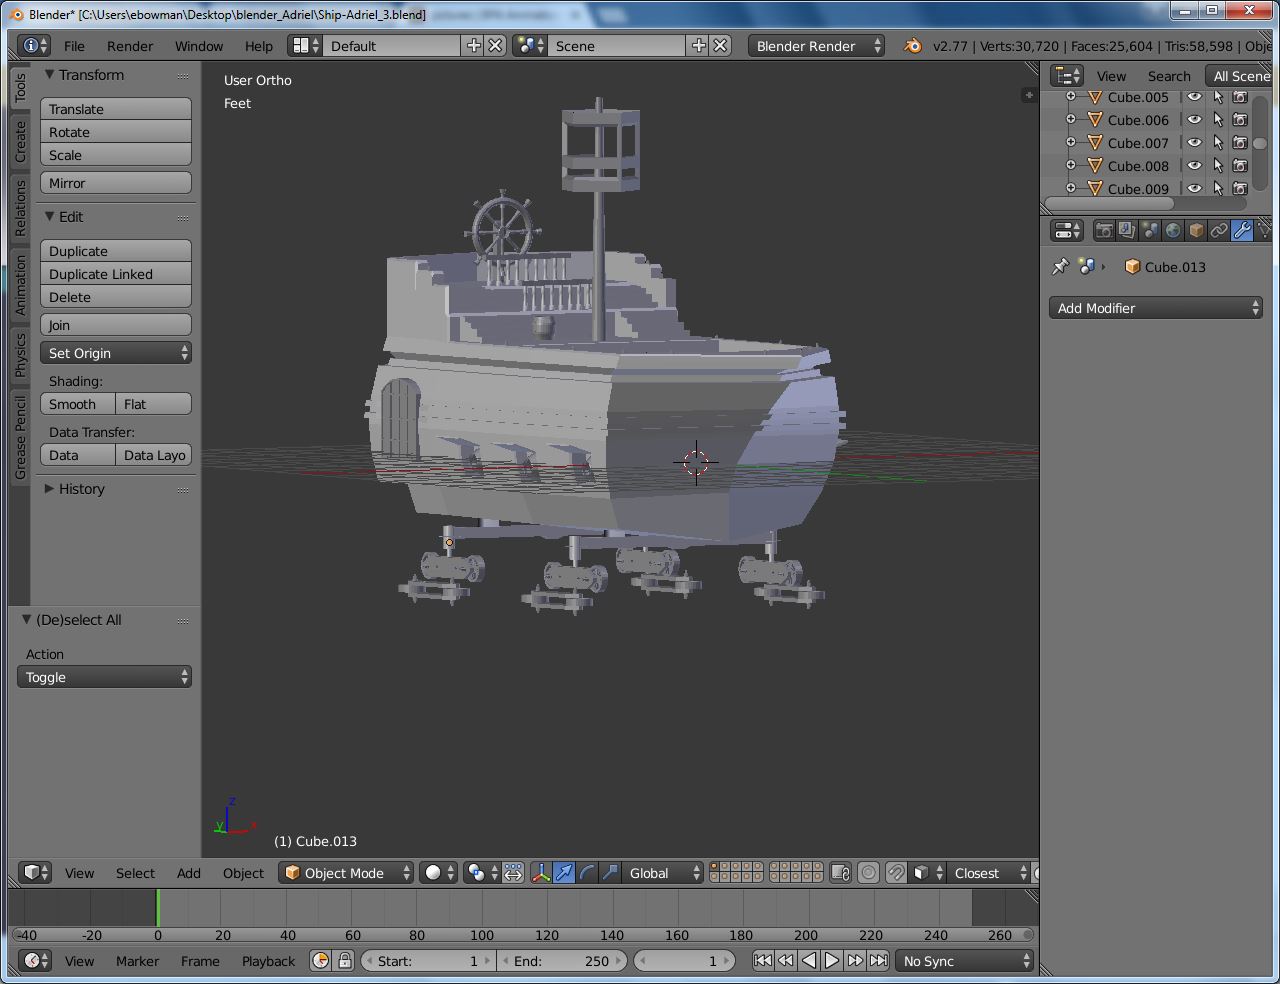 Blender* [C:\Users\ebowman\Desktop\blender_Adriel\Ship-Adriel_3.blend]
File Render Window Help Default Scene Blender Render v2.77 | Verts:30,720 | Faces:25,604 | Tris:58,598 | Obje
Tools
Create
Relations
Animation
Physics
Grease Pencil
Transform
Translate
Rotate
Scale
Mirror
Edit
Duplicate
Duplicate Linked
Delete
Join
Set Origin
Shading:
Smooth Flat
Data Transfer:
Data Data Layo
History
(De)select All
Action
Toggle
User Ortho
Feet
z
y x
(1) Cube.013
View Search All Scene
Cube.005
Cube.006
Cube.007
Cube.008
Cube.009
Cube.013
Add Modifier
View Select Add Object Object Mode Global Closest
-40 -20 0 20 40 60 80 100 120 140 160 180 200 220 240 260
View Marker Frame Playback Start: 1 End: 250 1 No Sync